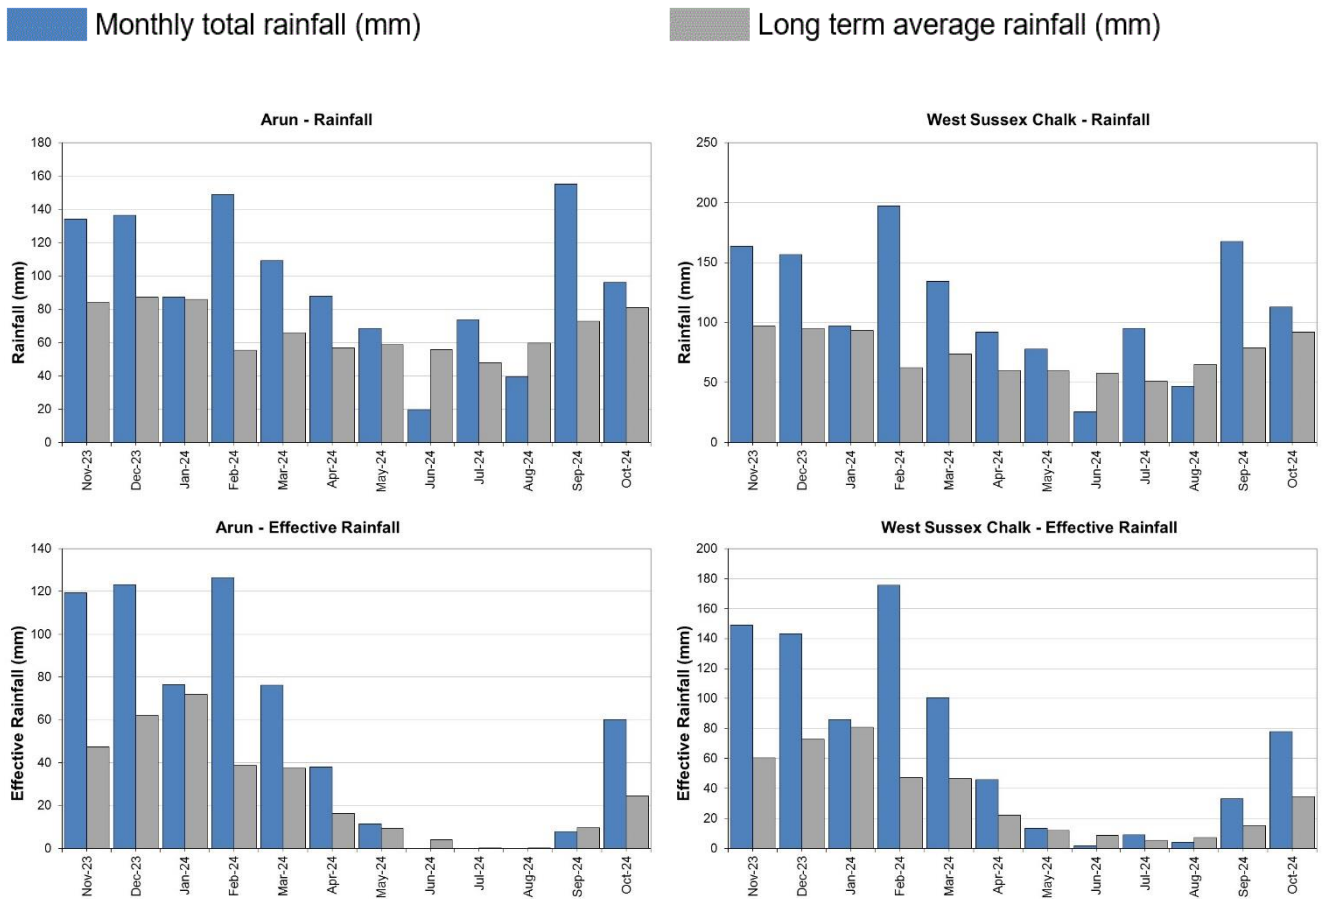 Monthly total rainfall (mm)
Long term average rainfall (mm)
Arun - Rainfall
Rainfall (mm)
180
160
140
120
100
80
60
40
20
0
Nov-23
Dec-23
Jan-24
Feb-24
Mar-24
Apr-24
May-24
Jun-24
Jul-24
Aug-24
Sep-24
Oct-24
West Sussex Chalk - Rainfall
Rainfall (mm)
250
200
150
100
50
0
Nov-23
Dec-23
Jan-24
Feb-24
Mar-24
Apr-24
May-24
Jun-24
Jul-24
Aug-24
Sep-24
Oct-24
Arun - Effective Rainfall
Effective Rainfall (mm)
140
120
100
80
60
40
20
0
Nov-23
Dec-23
Jan-24
Feb-24
Mar-24
Apr-24
May-24
Jun-24
Jul-24
Aug-24
Sep-24
Oct-24
West Sussex Chalk - Effective Rainfall
Effective Rainfall (mm)
200
180
160
140
120
100
80
60
40
20
0
Nov-23
Dec-23
Jan-24
Feb-24
Mar-24
Apr-24
May-24
Jun-24
Jul-24
Aug-24
Sep-24
Oct-24